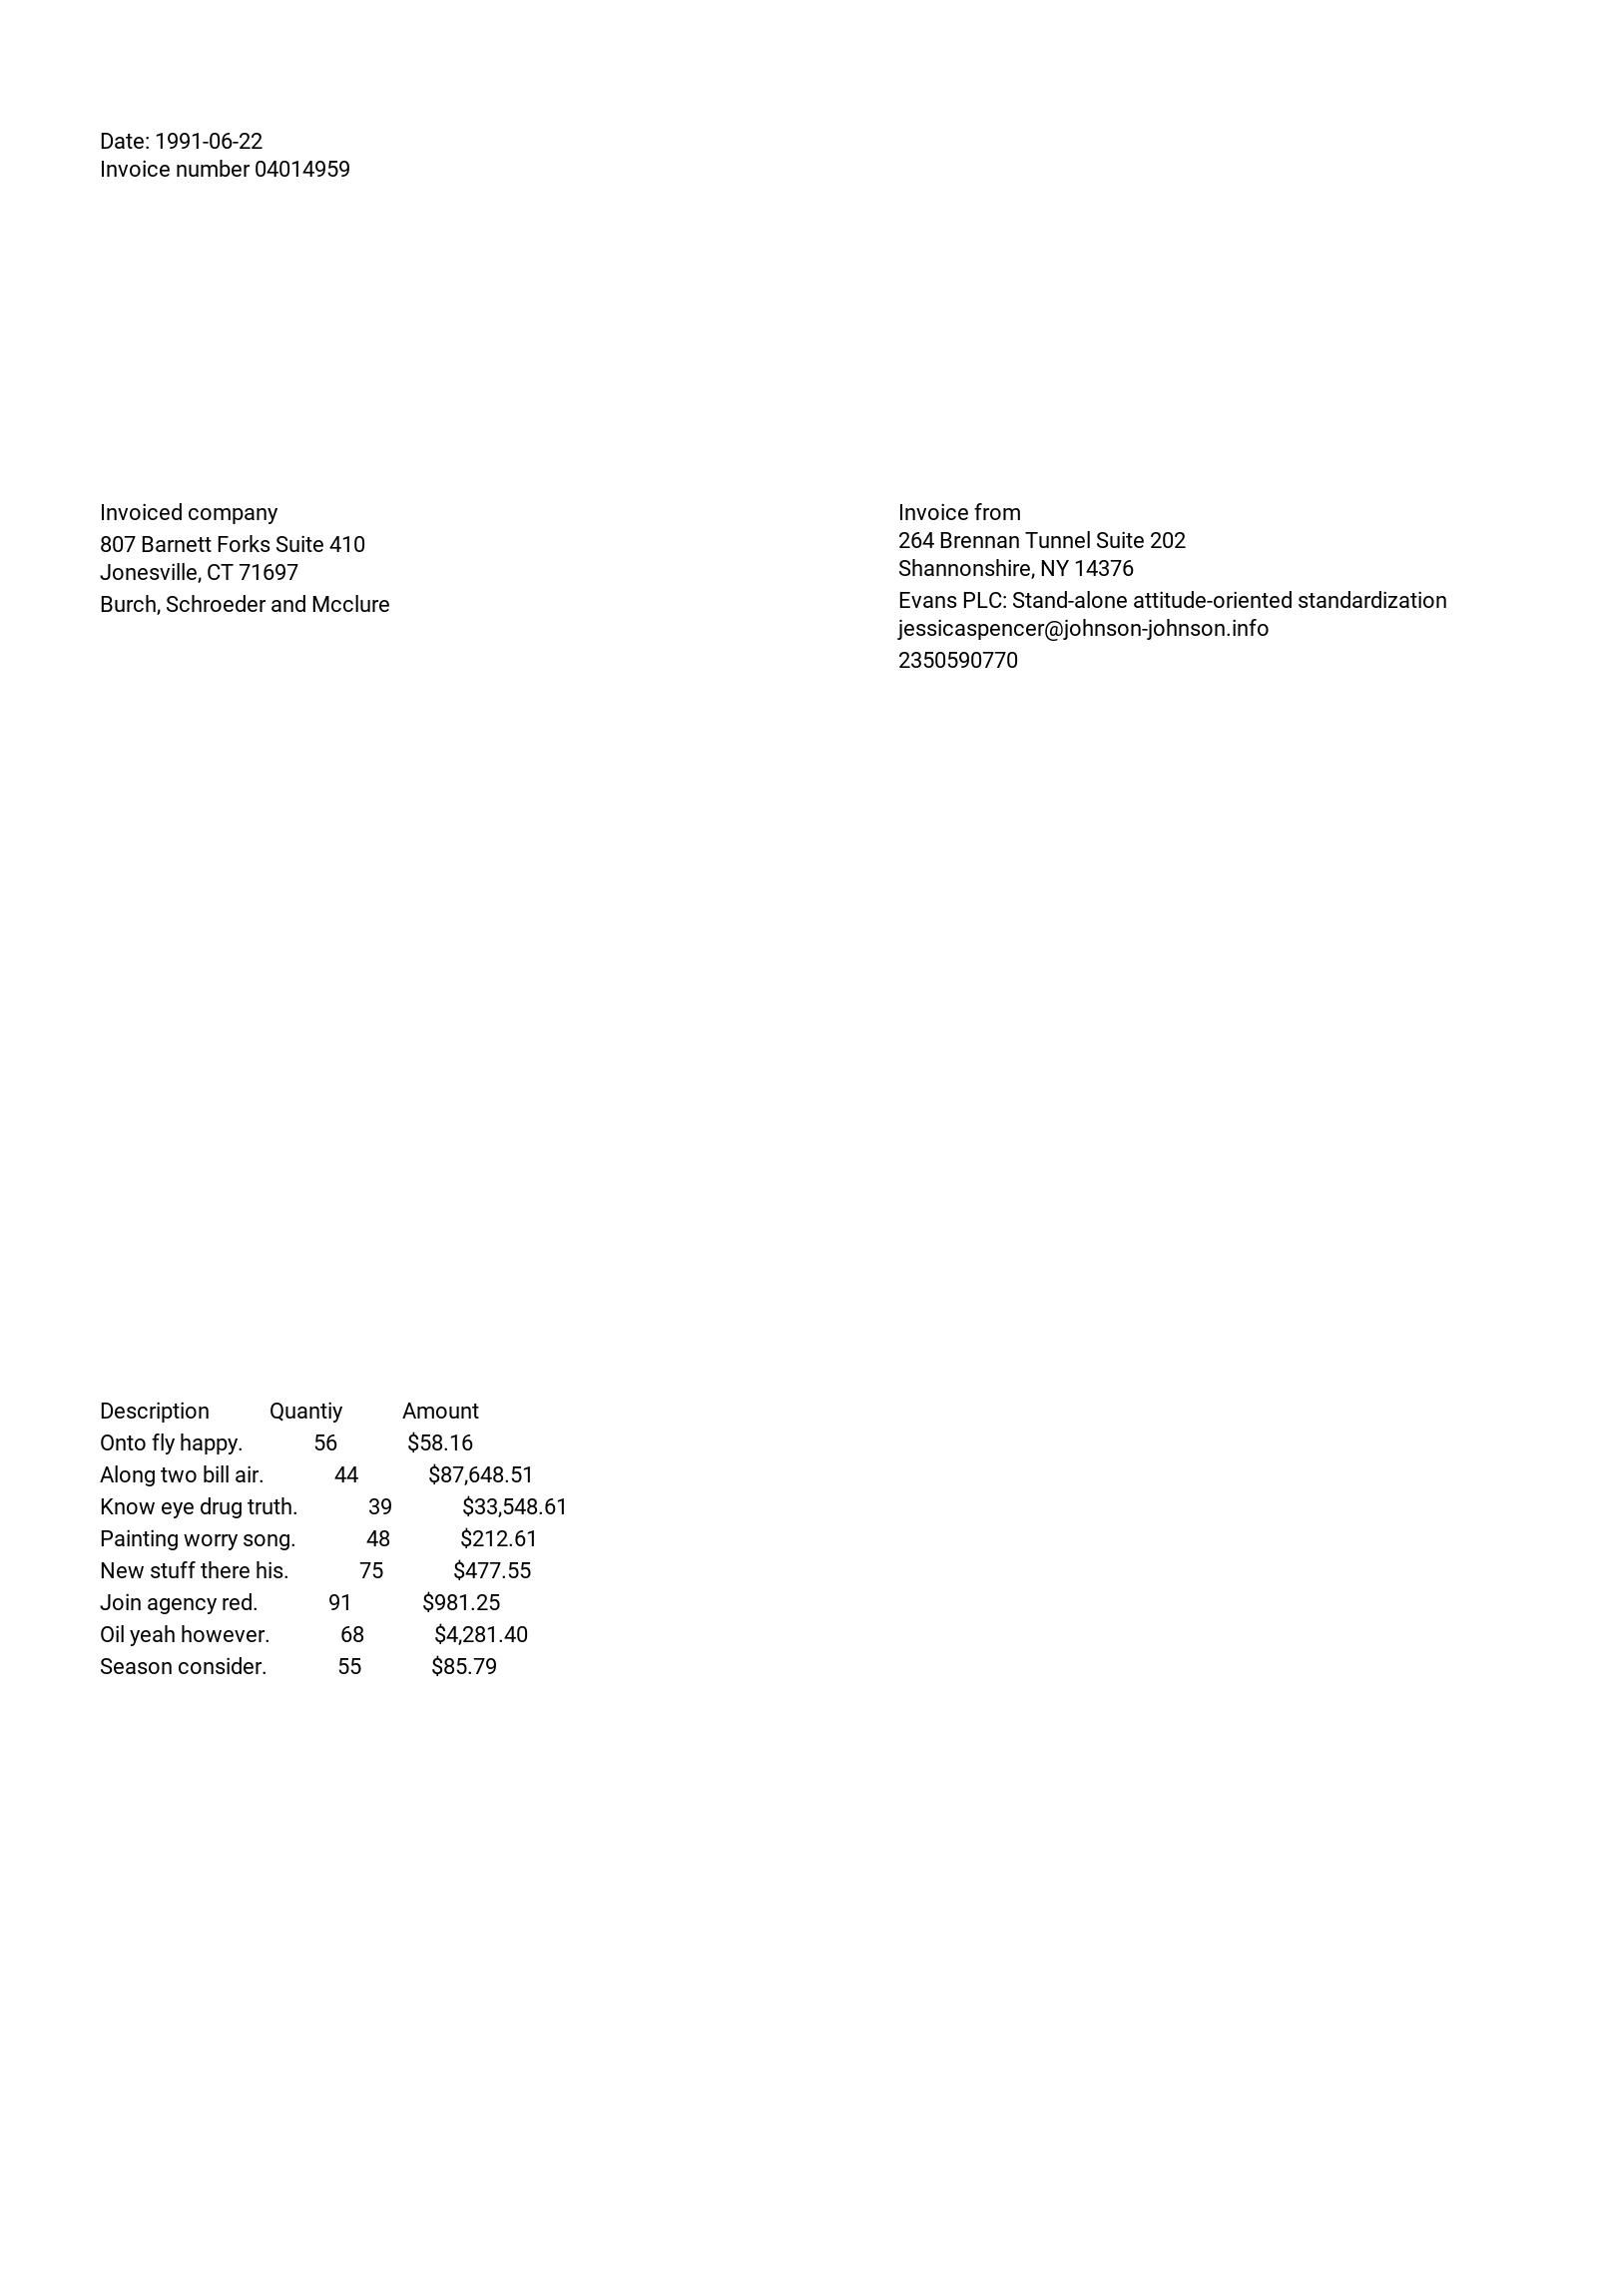 Date: 1991-06-22
Invoice number 04014959
Invoiced company
807 Barnett Forks Suite 410
Jonesville, CT 71697
Burch, Schroeder and Mcclure
Invoice from
264 Brennan Tunnel Suite 202
Shannonshire, NY 14376
Evans PLC: Stand-alone attitude-oriented standardization
jessicaspencer@johnson-johnson.info
2350590770
Description Quantiy Amount
Onto fly happy. 56 $58.16
Along two bill air. 44 $87,648.51
Know eye drug truth. 39 $33,548.61
Painting worry song. 48 $212.61
New stuff there his. 75 $477.55
Join agency red. 91 $981.25
Oil yeah however. 68 $4,281.40
Season consider. 55 $85.79